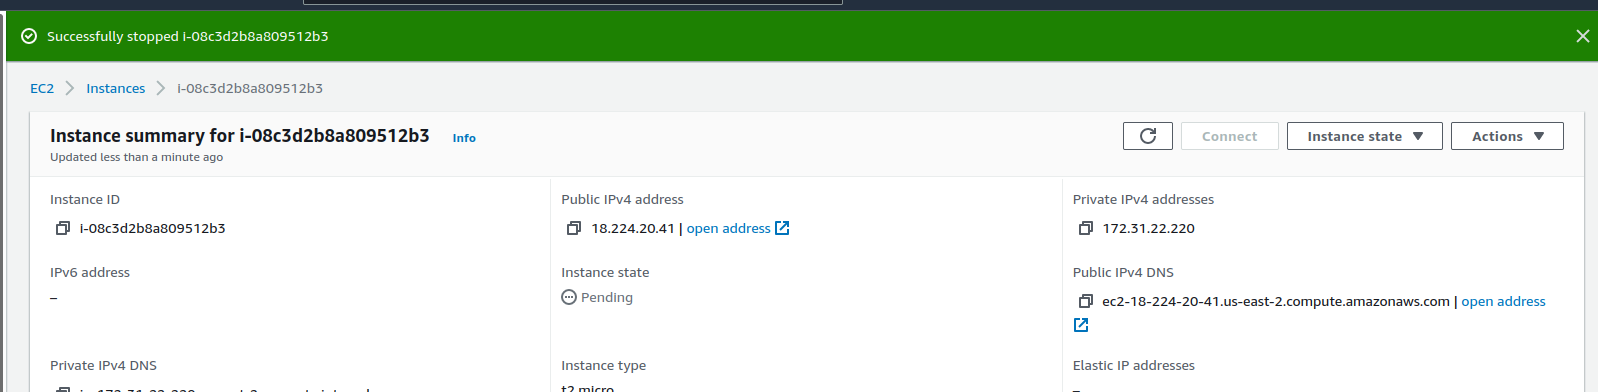 Successfully stopped i-08c3d2b8a809512b3
EC2 > Instances > i-08c3d2b8a809512b3
Instance summary for i-08c3d2b8a809512b3 Info
Updated less than a minute ago
Connect Instance state Actions
Instance ID
i-08c3d2b8a809512b3
Public IPv4 address
18.224.20.41 | open address
Private IPv4 addresses
172.31.22.220
IPv6 address
–
Instance state
Pending
Public IPv4 DNS
ec2-18-224-20-41.us-east-2.compute.amazonaws.com | open address
Private IPv4 DNS
Instance type
t2.micro
Elastic IP addresses
–